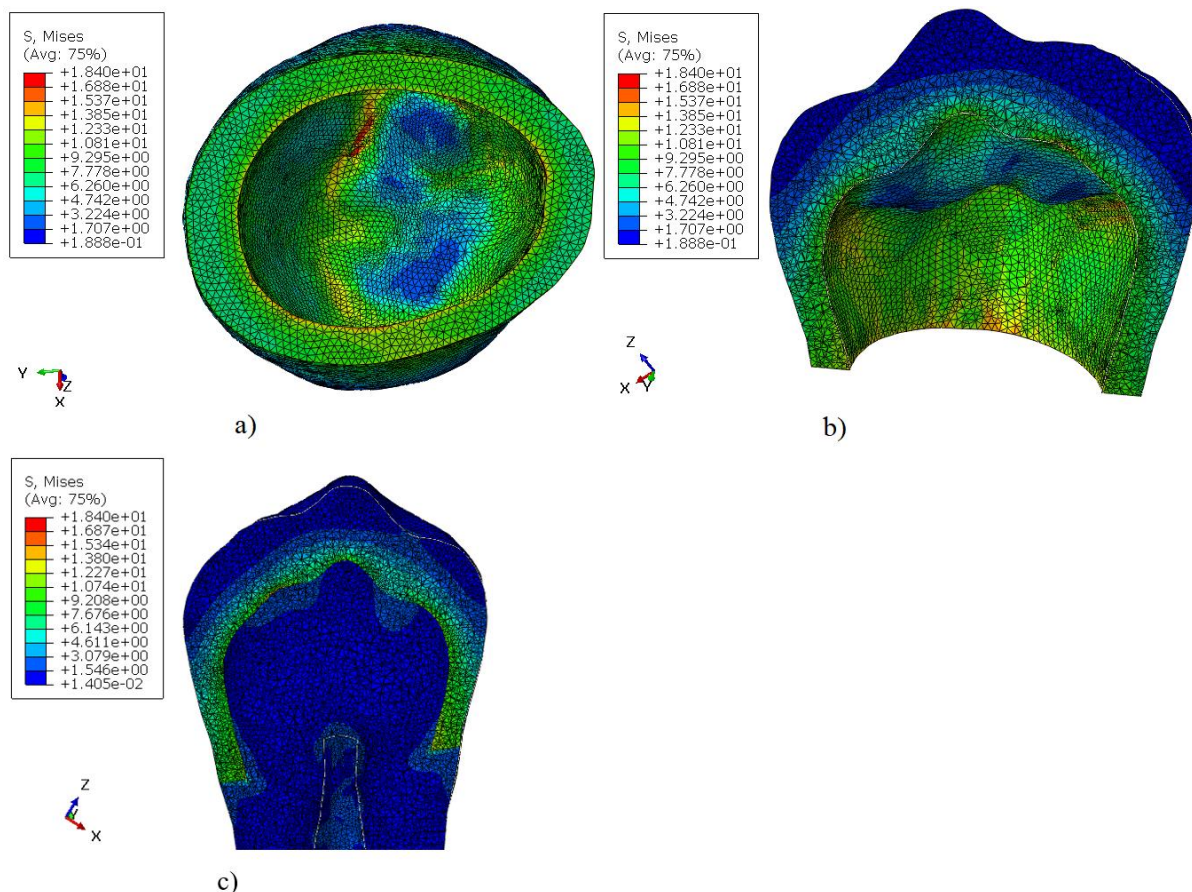 S, Mises
(Avg: 75%)
+1.840e+01
+1.688e+01
+1.537e+01
+1.385e+01
+1.233e+01
+1.081e+01
+9.295e+00
+7.778e+00
+6.260e+00
+4.742e+00
+3.224e+00
+1.707e+00
+1.888e-01
Y
Z
X
a)
S, Mises
(Avg: 75%)
+1.840e+01
+1.688e+01
+1.537e+01
+1.385e+01
+1.233e+01
+1.081e+01
+9.295e+00
+7.778e+00
+6.260e+00
+4.742e+00
+3.224e+00
+1.707e+00
+1.888e-01
Z
X
Y
b)
S, Mises
(Avg: 75%)
+1.840e+01
+1.687e+01
+1.534e+01
+1.380e+01
+1.227e+01
+1.074e+01
+9.208e+00
+7.676e+00
+6.143e+00
+4.611e+00
+3.079e+00
+1.546e+00
+1.405e-02
Z
Y
X
c)